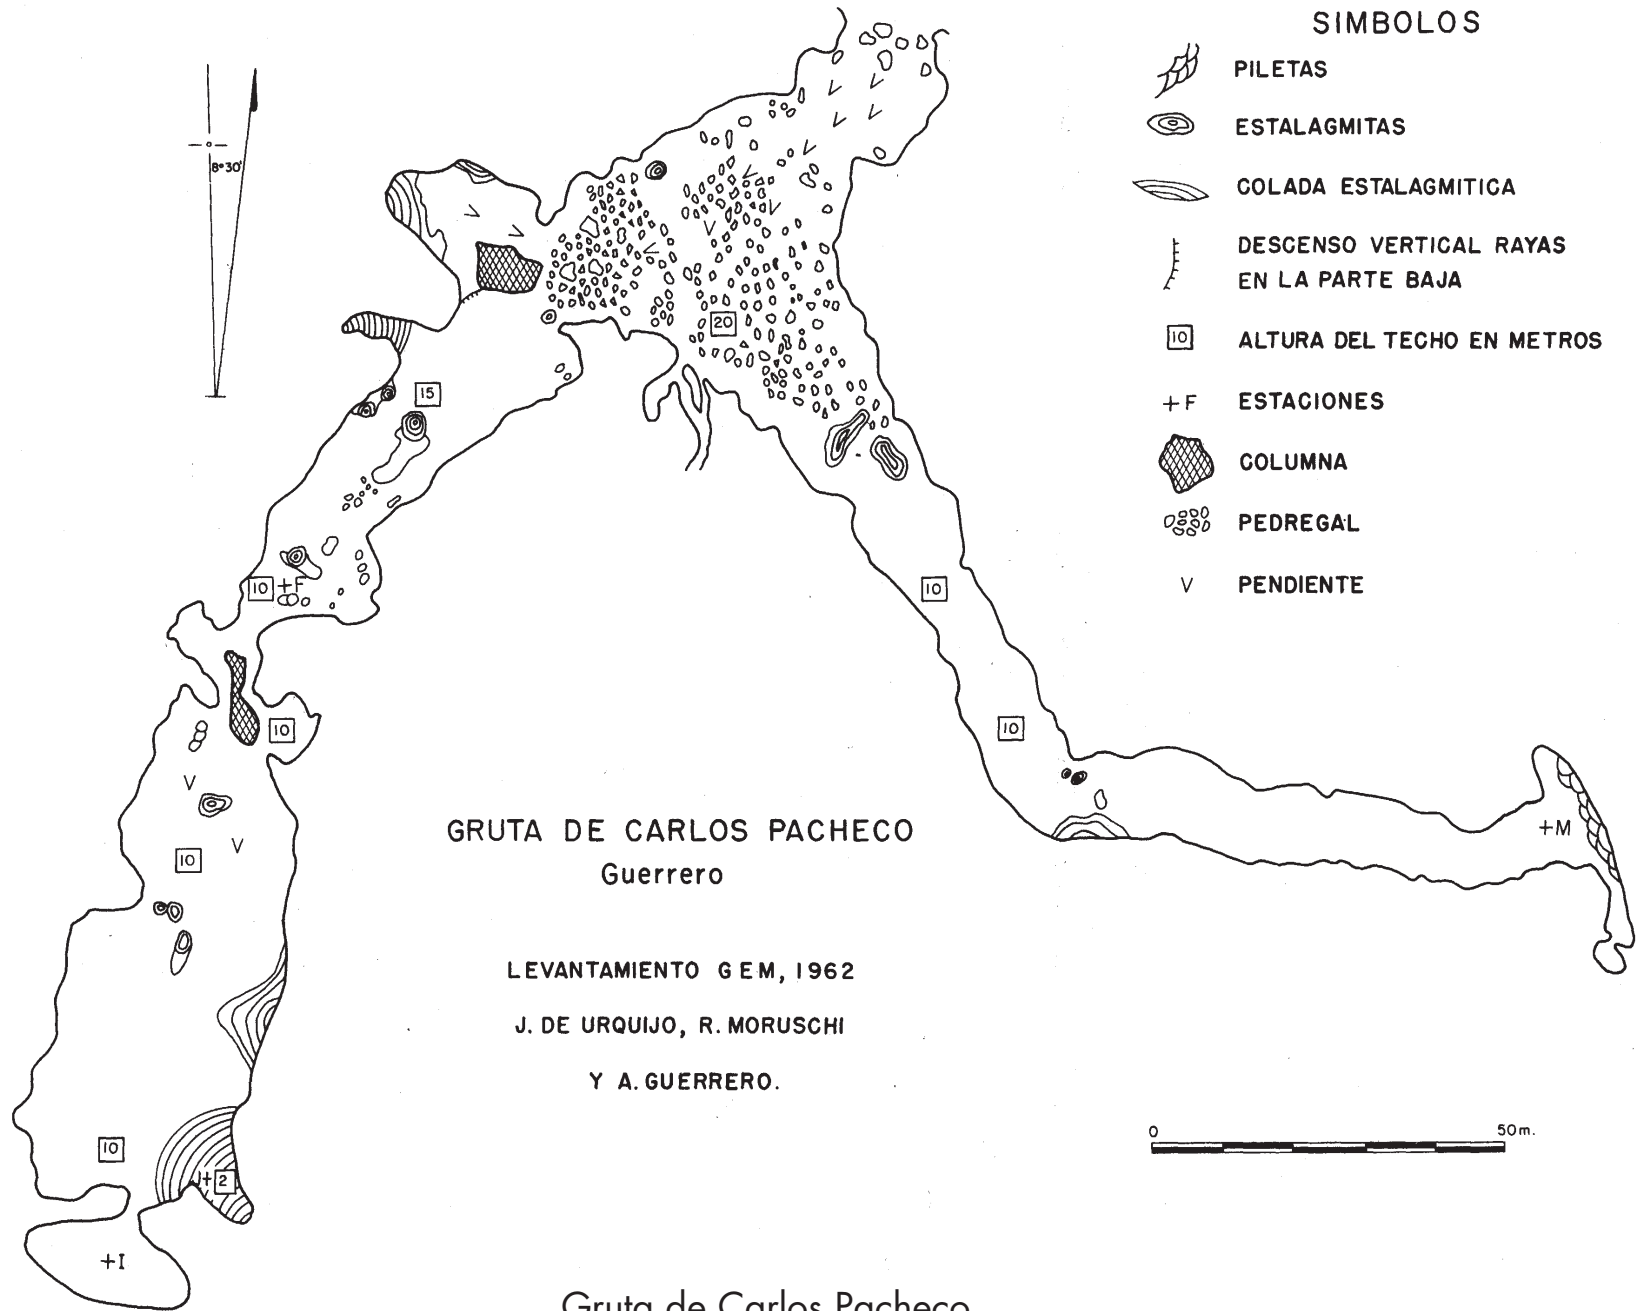 SIMBOLOS
PILETAS
ESTALAGMITAS
COLADA ESTALAGMITICA
DESCENSO VERTICAL RAYAS
EN LA PARTE BAJA
10 ALTURA DEL TECHO EN METROS
+F ESTACIONES
COLUMNA
PEDREGAL
V PENDIENTE
8°30'
20
15
10 +F
10
10
10
10
10
+M
10
J+ 2
+I
GRUTA DE CARLOS PACHECO
Guerrero
LEVANTAMIENTO GEM, 1962
J. DE URQUIJO, R. MORUSCHI
Y A. GUERRERO.
0 50m.
Gruta de Carlos Pacheco